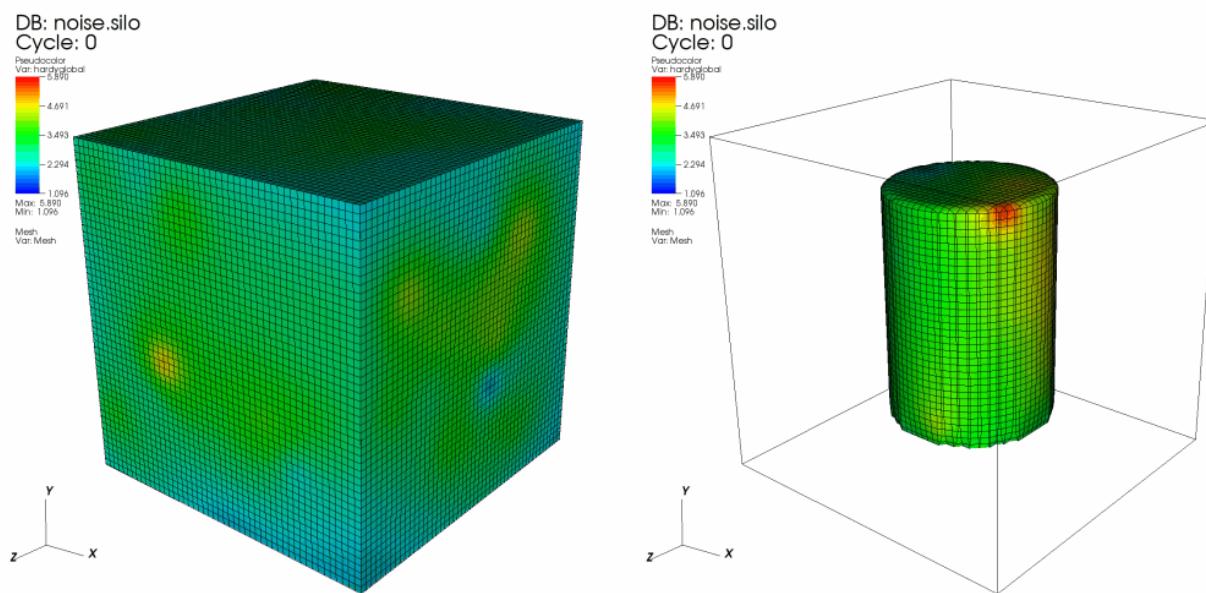 DB: noise.silo
Cycle: 0
Pseudocolor
Var: hardyglobal
5.890
4.691
3.493
2.294
1.096
Max: 5.890
Min: 1.096
Mesh
Var: Mesh
Y
Z
X
DB: noise.silo
Cycle: 0
Pseudocolor
Var: hardyglobal
5.890
4.691
3.493
2.294
1.096
Max: 5.890
Min: 1.096
Mesh
Var: Mesh
Y
Z
X